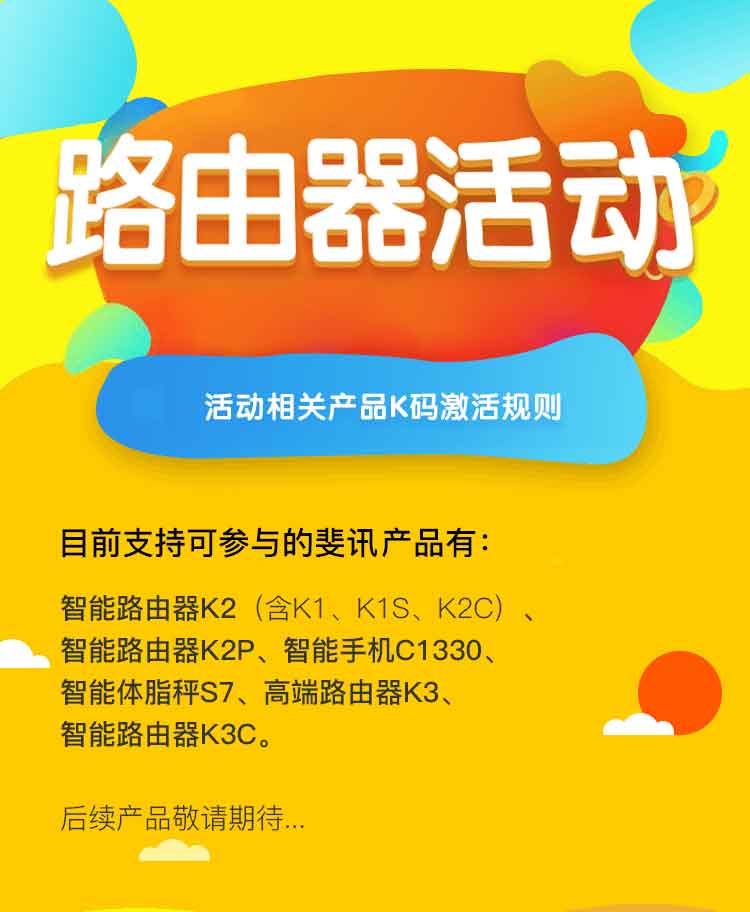 路由器活动
活动相关产品K码激活规则
目前支持可参与的斐讯产品有：
智能路由器K2（含K1、K1S、K2C）、
智能路由器K2P、智能手机C1330、
智能体脂秤S7、高端路由器K3、
智能路由器K3C。
后续产品敬请期待...